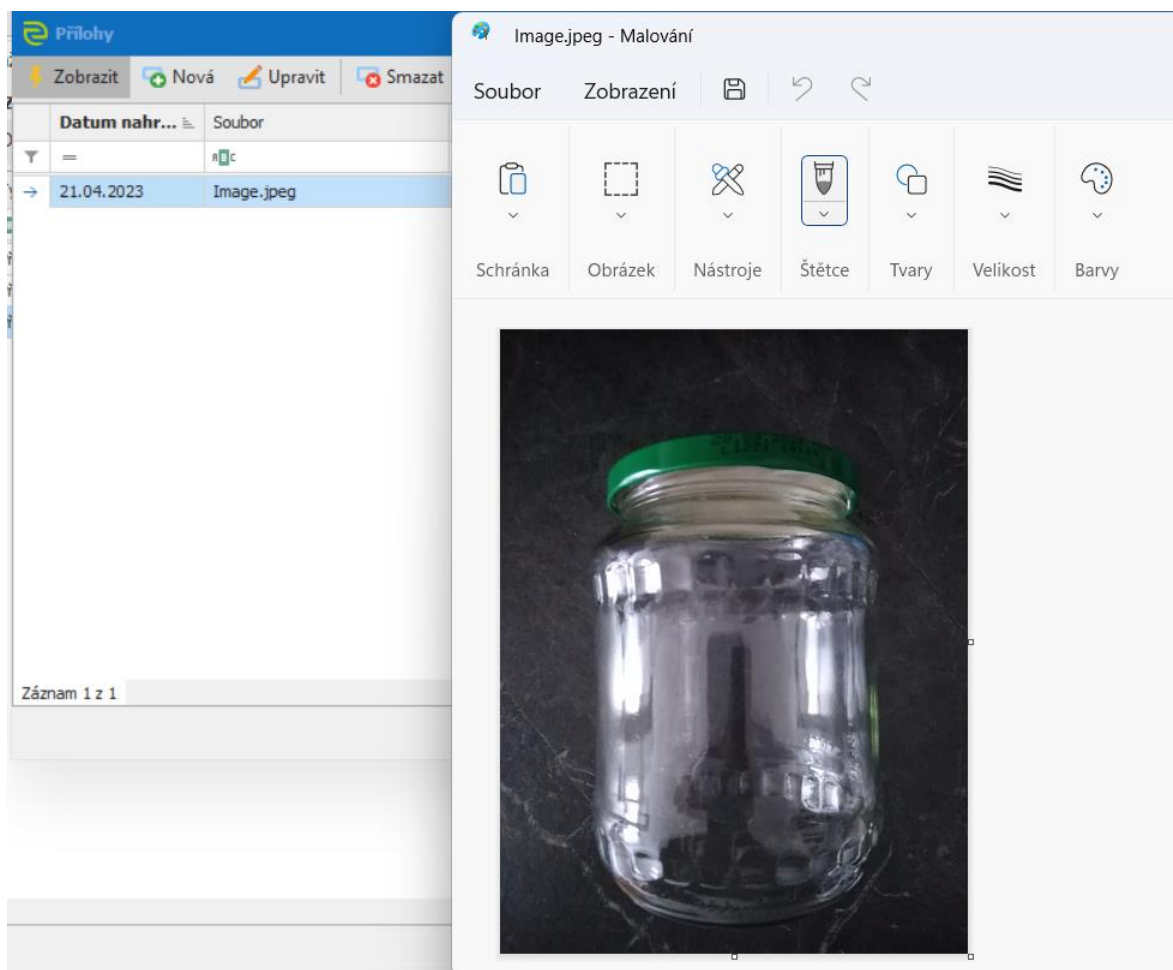 Přílohy
Zobrazit Nová Upravit Smazat
Datum nahr... Soubor
= ABC
21.04.2023 Image.jpeg
Záznam 1 z 1
Image.jpeg - Malování
Soubor Zobrazení
Schránka Obrázek Nástroje Štětce Tvary Velikost Barvy